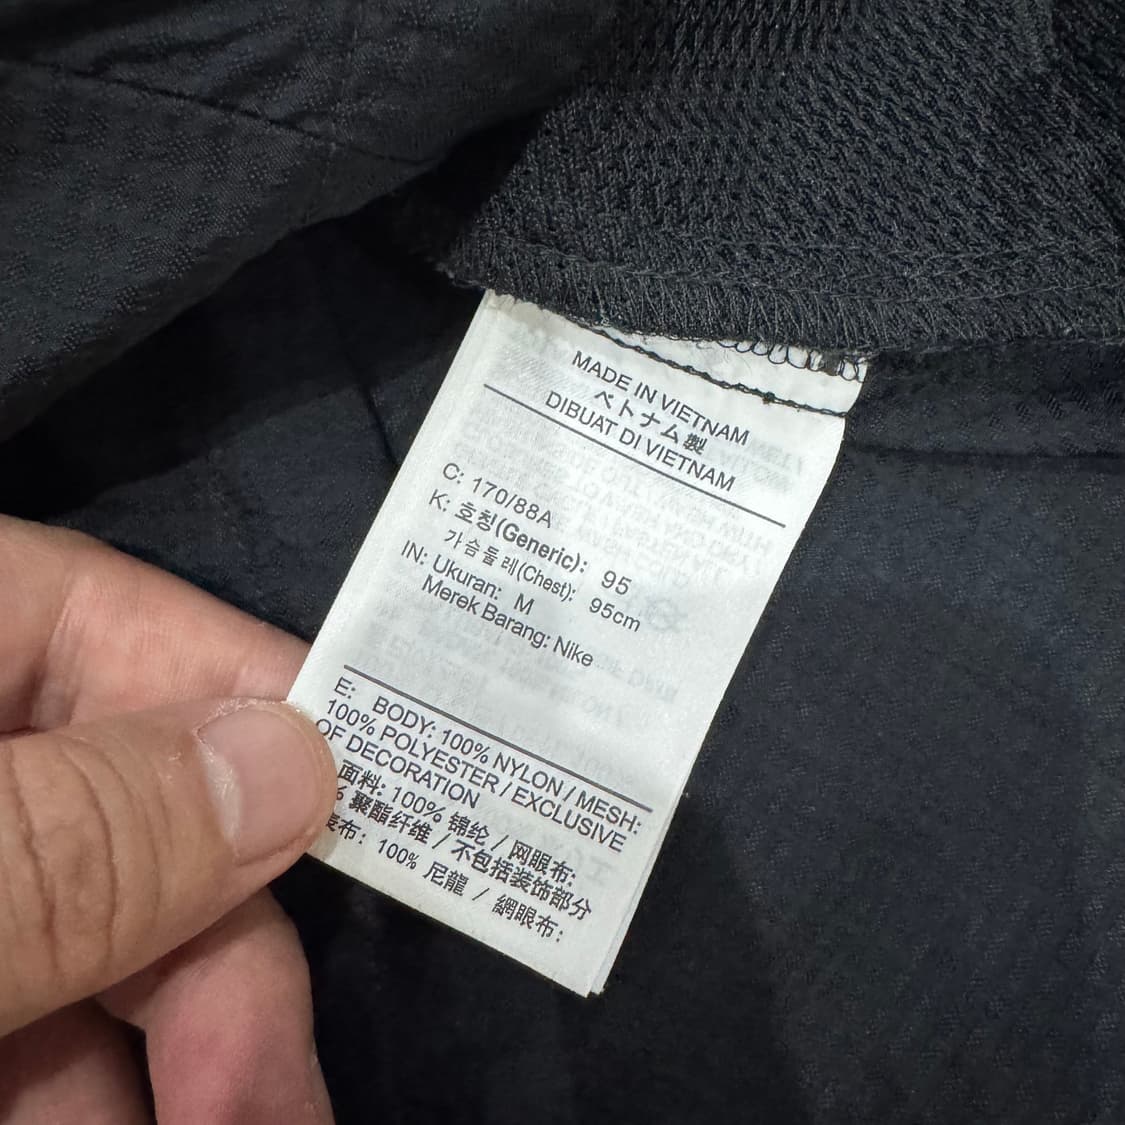 MADE IN VIETNAM
ベトナム製
DIBUAT DI VIETNAM
C: 170/88A
K: 호칭(Generic): 95
가슴둘레(Chest): 95cm
IN: Ukuran: M
Merek Barang: Nike
E: BODY: 100% NYLON / MESH:
100% POLYESTER / EXCLUSIVE
OF DECORATION
面料: 100% 锦纶 / 网眼布:
% 聚酯纤维 / 不包括装饰部分
布: 100% 尼龍 / 網眼布: